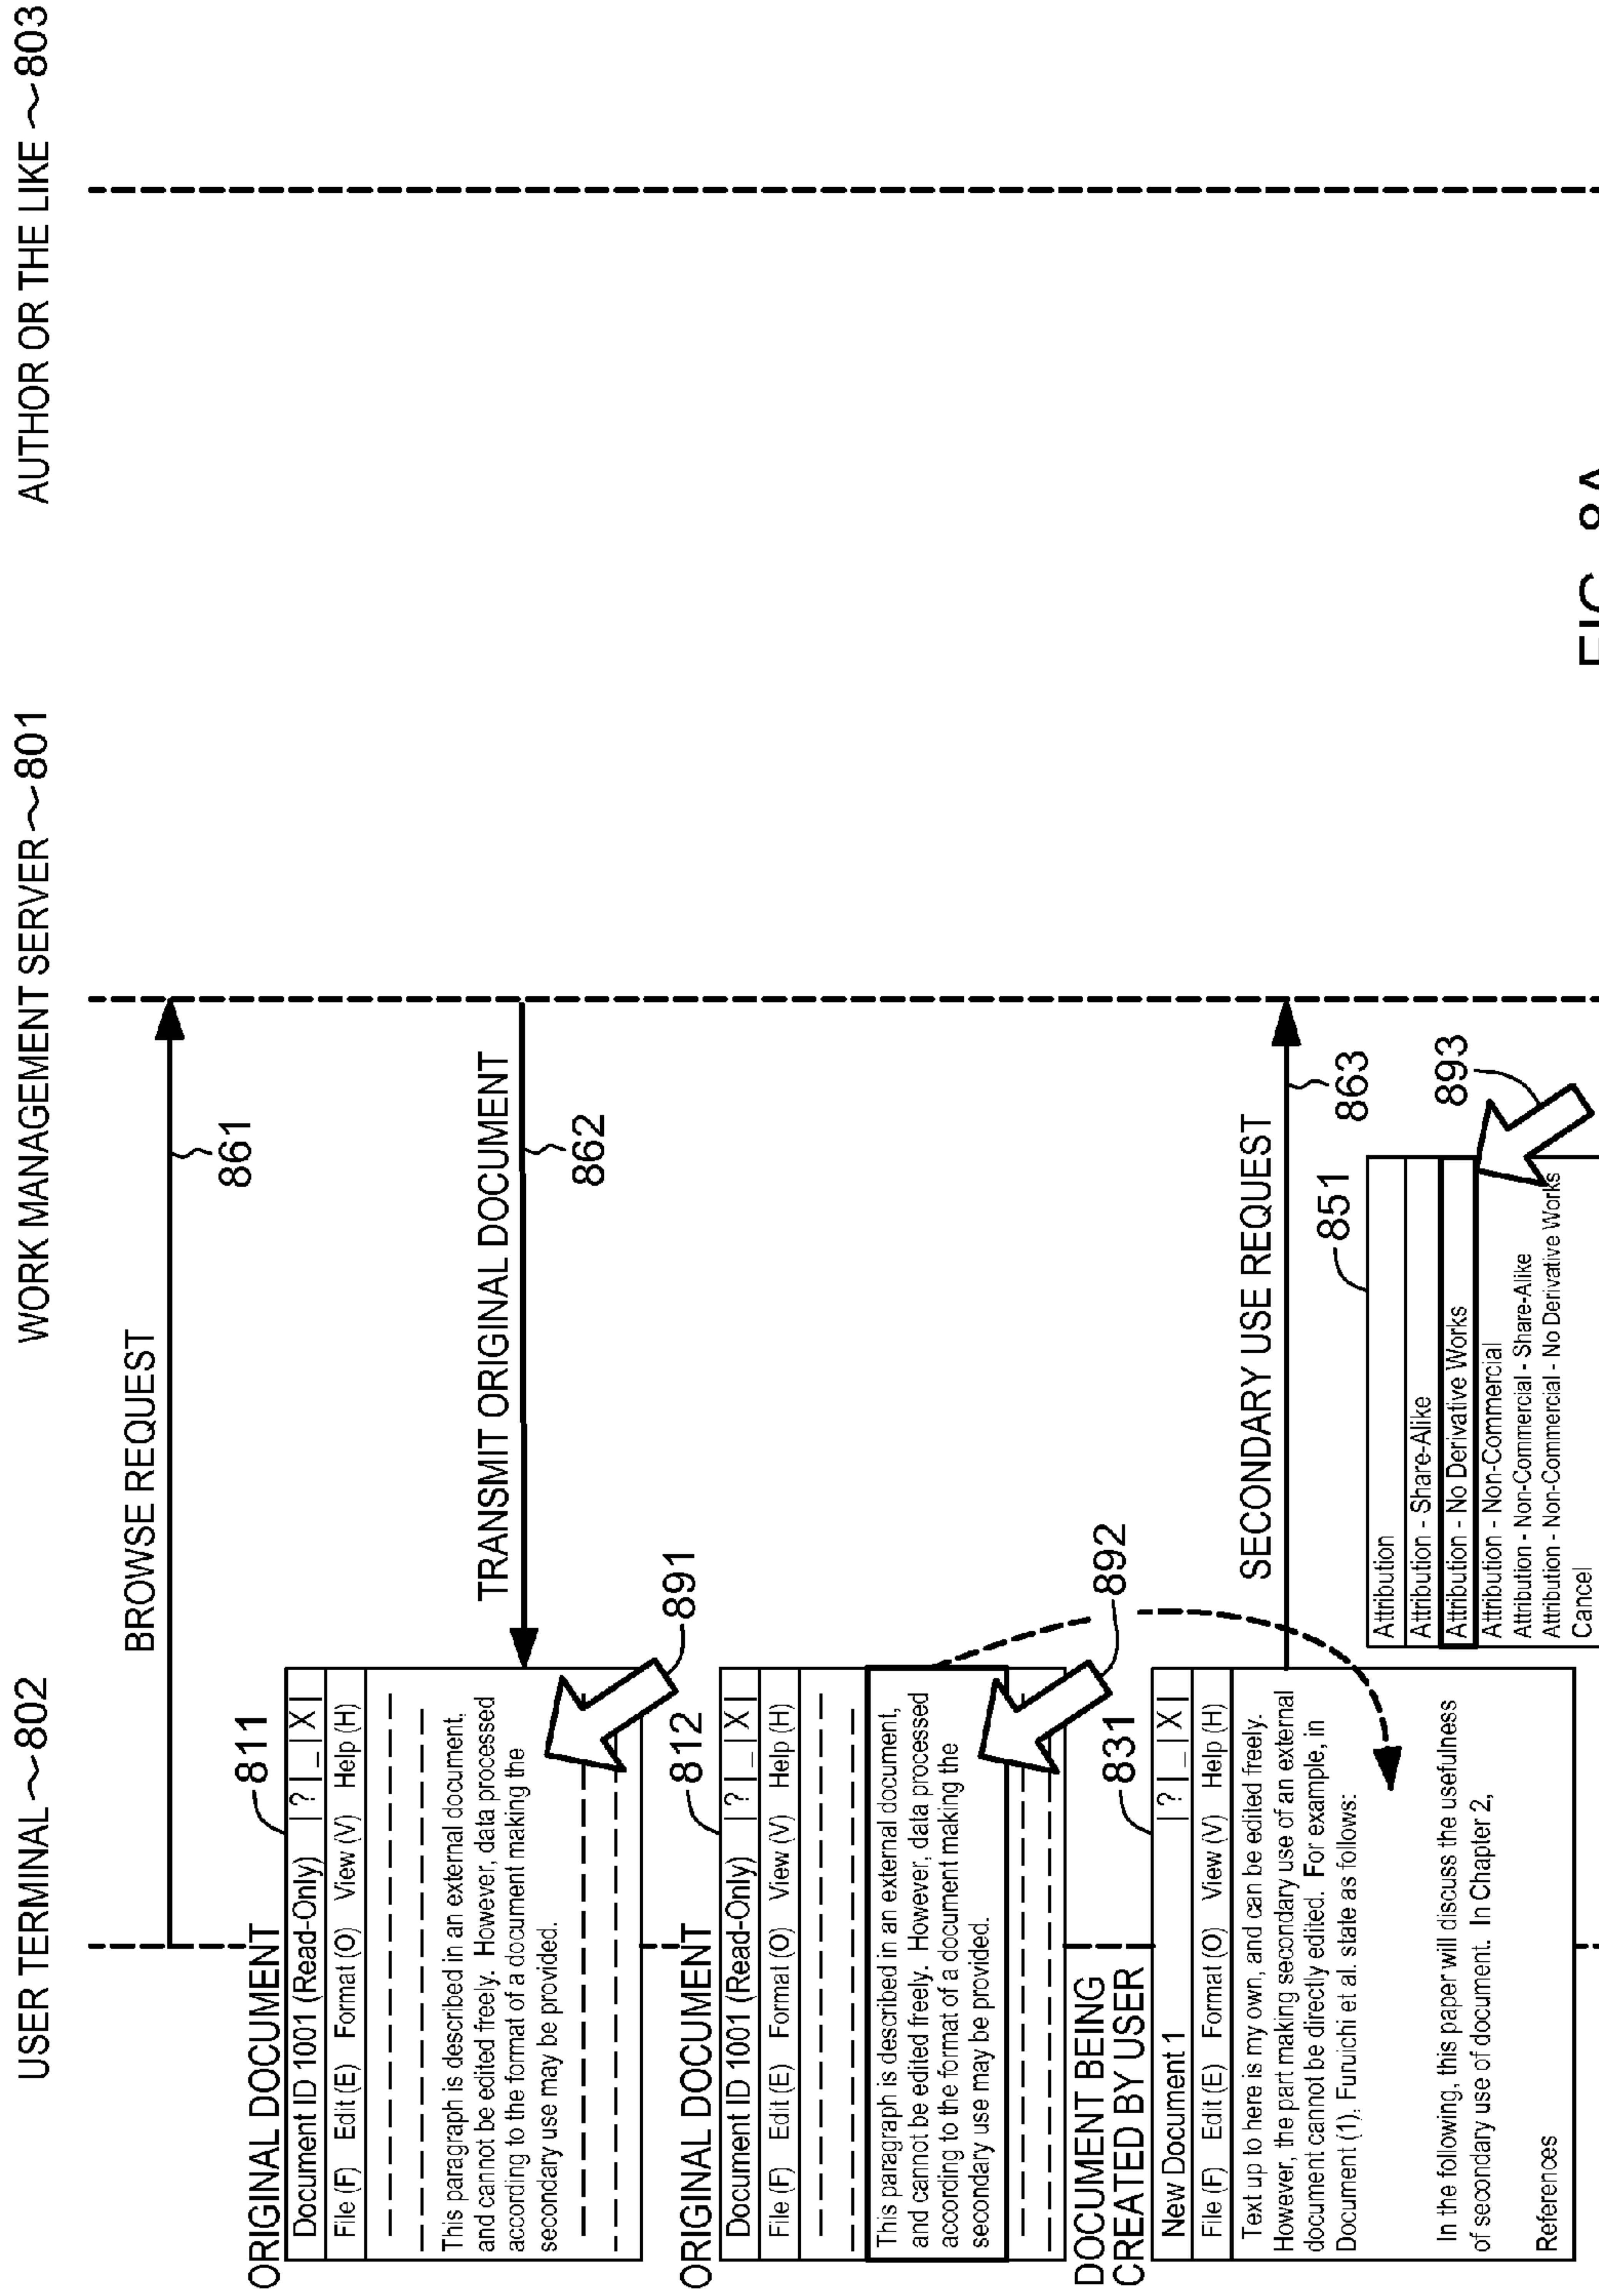 USER TERMINAL ~802
WORK MANAGEMENT SERVER ~801
AUTHOR OR THE LIKE ~803
BROWSE REQUEST
861
ORIGINAL DOCUMENT
811
Document ID 1001 (Read-Only) |?|_|X|
File (F) Edit (E) Format (O) View (V) Help (H)
This paragraph is described in an external document,
and cannot be edited freely. However, data processed
according to the format of a document making the
secondary use may be provided.
TRANSMIT ORIGINAL DOCUMENT
862
891
ORIGINAL DOCUMENT
812
Document ID 1001 (Read-Only) |?|_|X|
File (F) Edit (E) Format (O) View (V) Help (H)
This paragraph is described in an external document,
and cannot be edited freely. However, data processed
according to the format of a document making the
secondary use may be provided.
892
DOCUMENT BEING
CREATED BY USER
831
New Document 1 |?|_|X|
File (F) Edit (E) Format (O) View (V) Help (H)
Text up to here is my own, and can be edited freely.
However, the part making secondary use of an external
document cannot be directly edited. For example, in
Document (1), Furuichi et al. state as follows:
In the following, this paper will discuss the usefulness
of secondary use of document. In Chapter 2,
References
SECONDARY USE REQUEST
863
851
Attribution
Attribution - Share-Alike
Attribution - No Derivative Works
Attribution - Non-Commercial
Attribution - Non-Commercial - Share-Alike
Attribution - Non-Commercial - No Derivative Works
Cancel
893